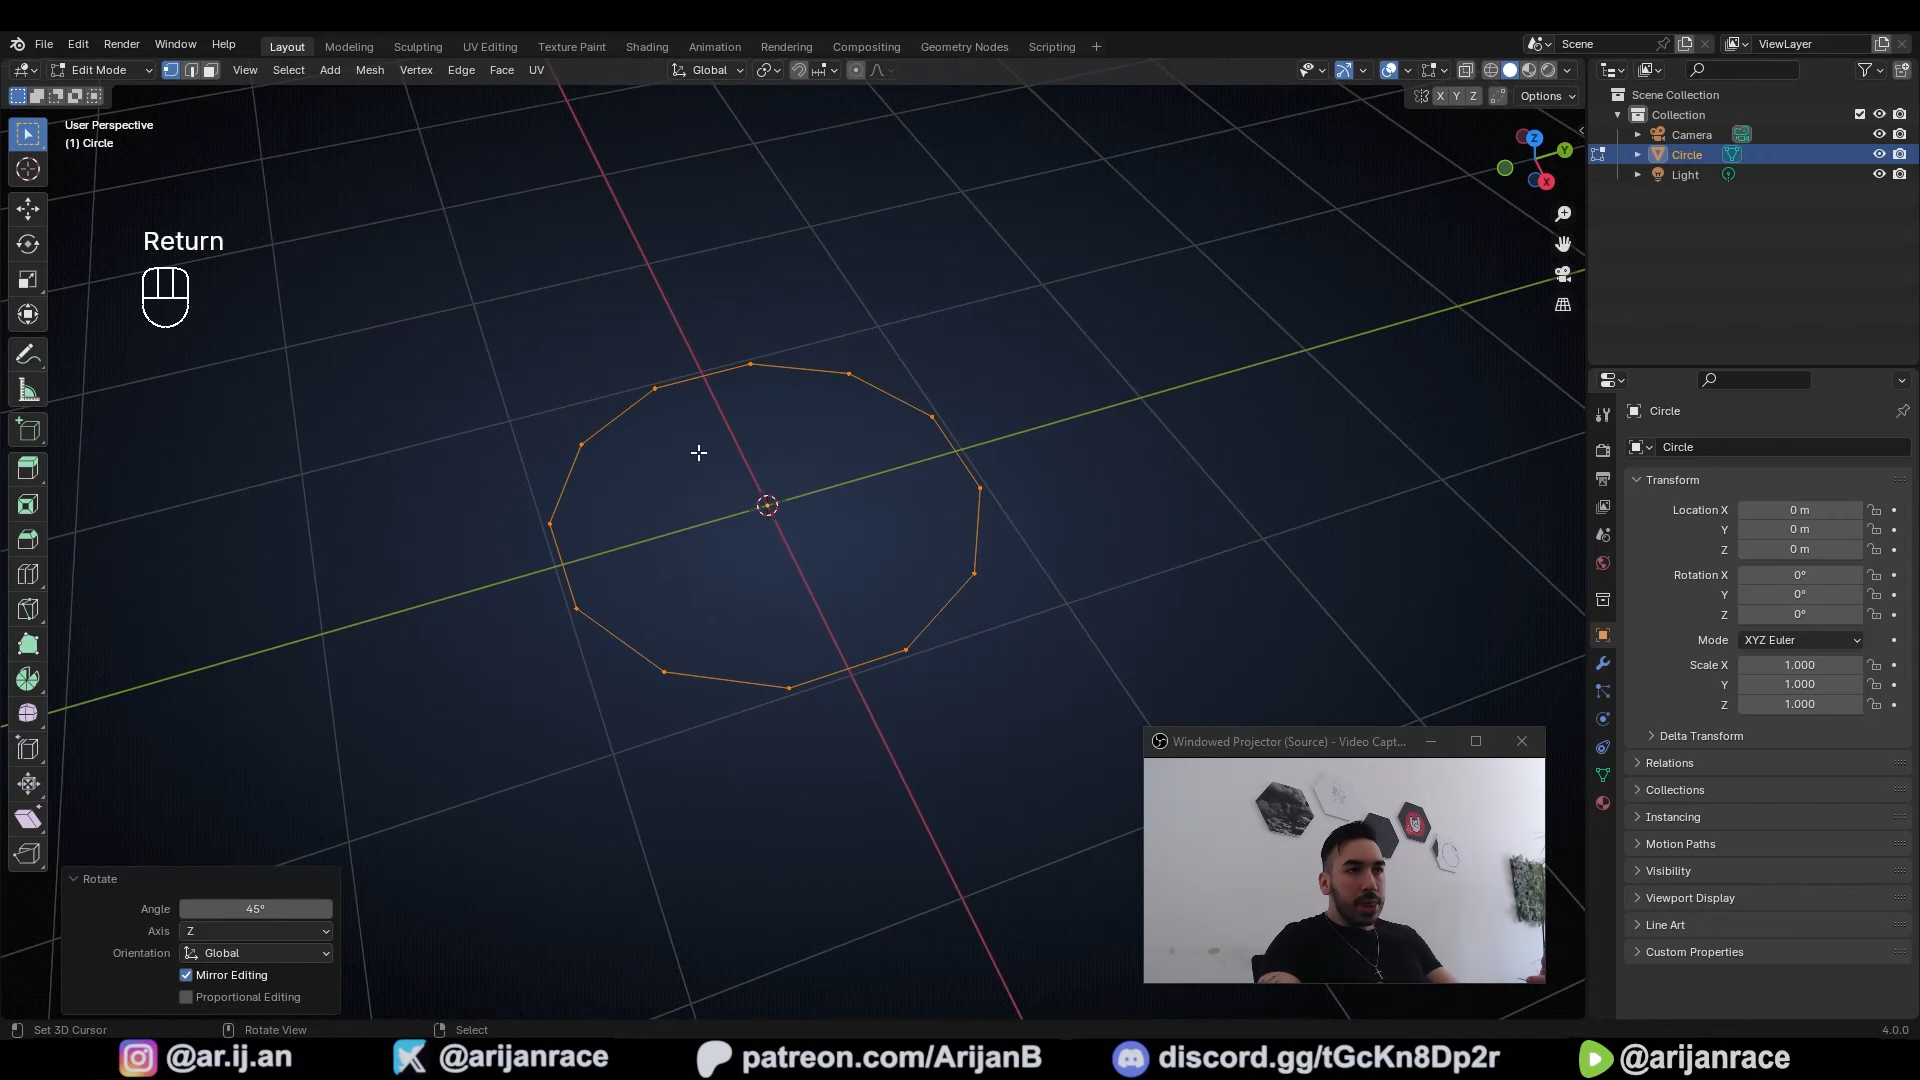 File Edit Render Window Help Layout Modeling Sculpting UV Editing Texture Paint Shading Animation Rendering Compositing Geometry Nodes Scripting + Scene ViewLayer
Edit Mode View Select Add Mesh Vertex Edge Face UV Global
X Y Z Options
Scene Collection
Collection
Camera
Circle
Light
User Perspective
(1) Circle
Z
Y
X
Return
Circle
Circle
Transform
Location X 0 m
Y 0 m
Z 0 m
Rotation X 0°
Y 0°
Z 0°
Mode XYZ Euler
Scale X 1.000
Y 1.000
Z 1.000
Delta Transform
Relations
Collections
Instancing
Motion Paths
Visibility
Viewport Display
Line Art
Custom Properties
Windowed Projector (Source) - Video Capt...
Rotate
Angle 45°
Axis Z
Orientation Global
Mirror Editing
Proportional Editing
Set 3D Cursor Rotate View Select 4.0.0
@ar.ij.an @arijanrace patreon.com/ArijanB discord.gg/tGcKn8Dp2r @arijanrace